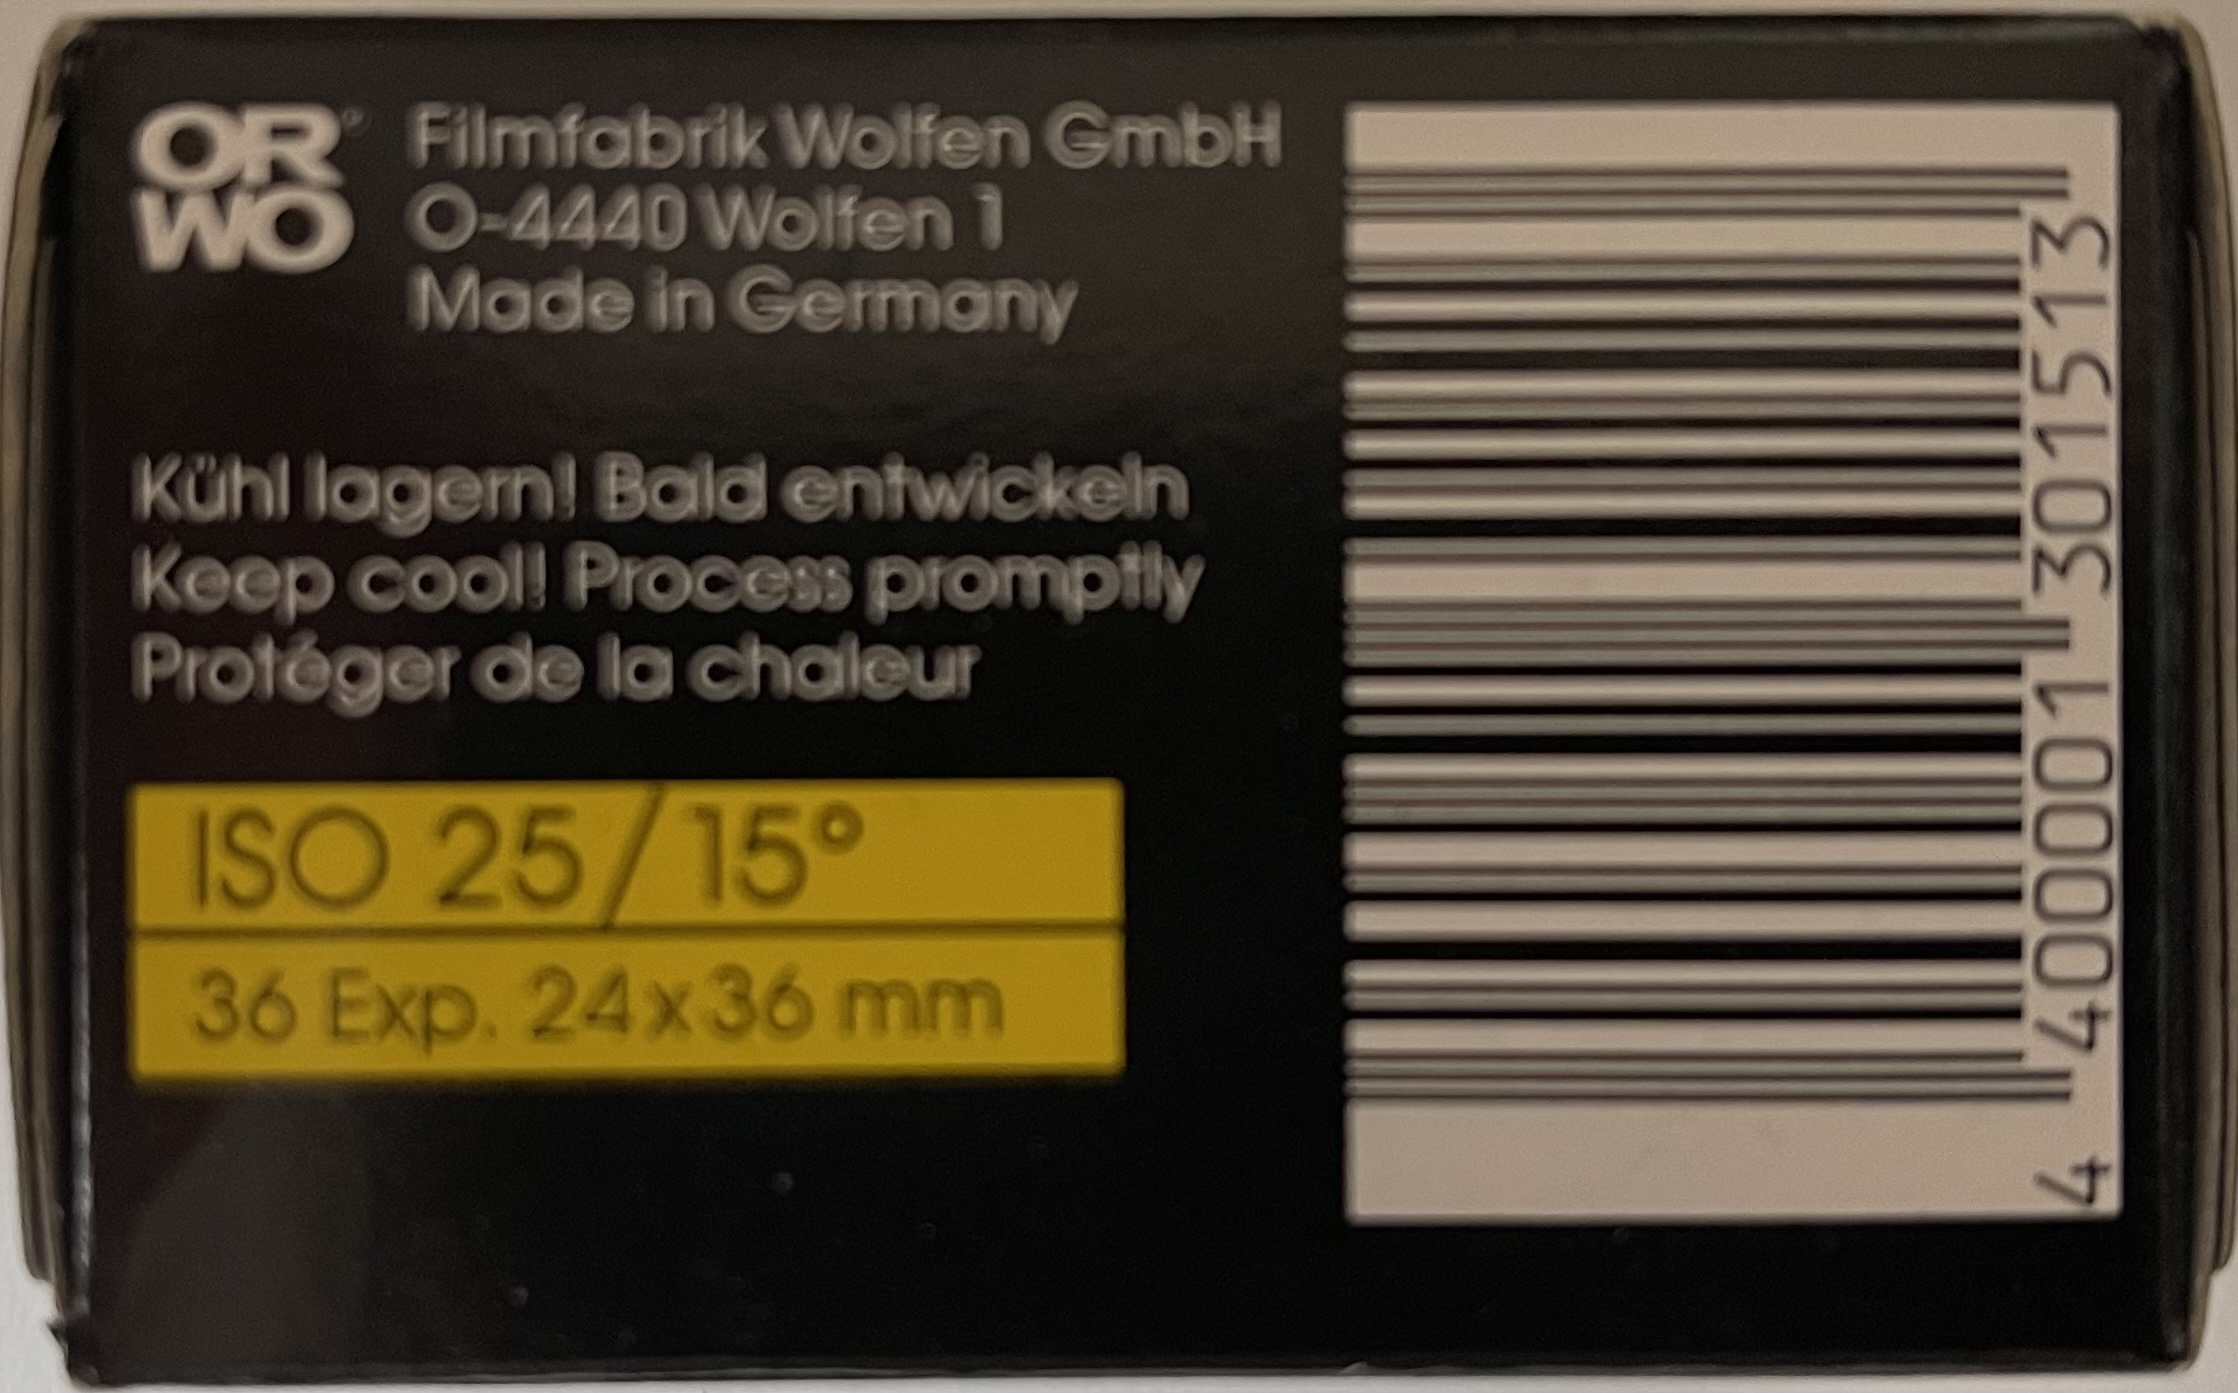 OR
WO
Filmfabrik Wolfen GmbH
O-4440 Wolfen 1
Made in Germany
Kühl lagern! Bald entwickeln
Keep cool! Process promptly
Protéger de la chaleur
ISO 25/15°
36 Exp. 24x36 mm
4 400001 301513